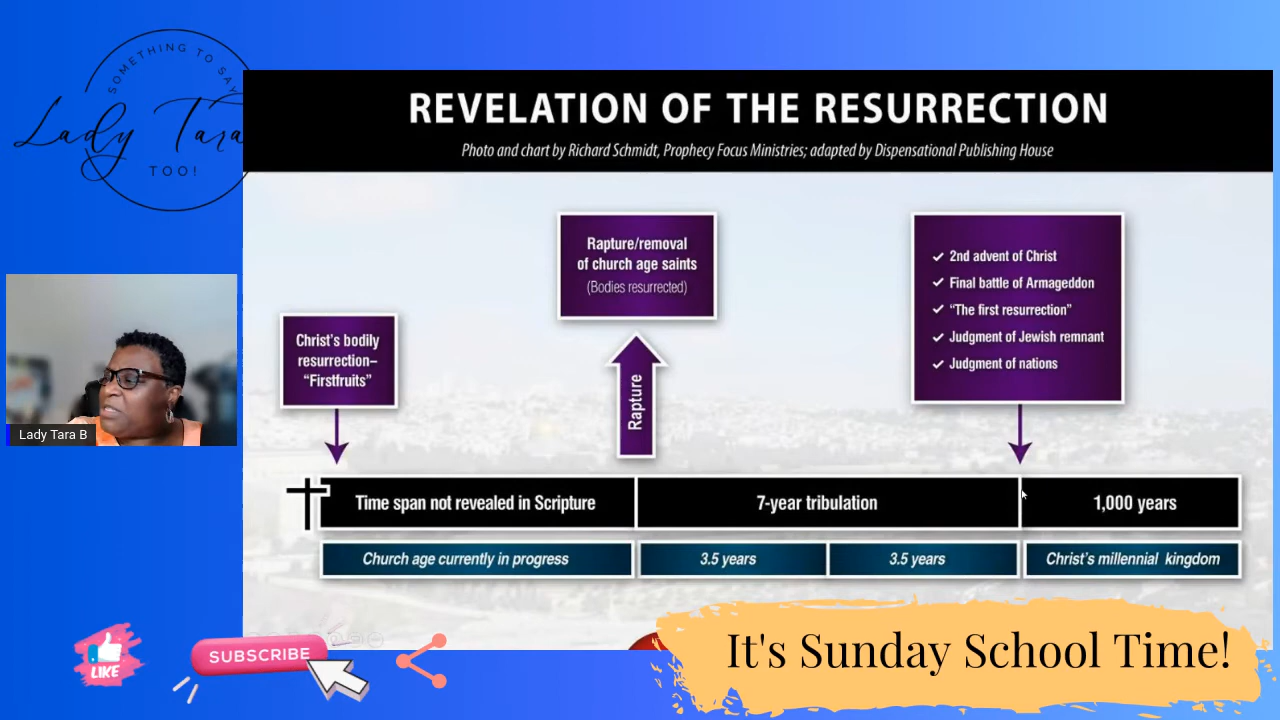 SOMETHING TO SAY
Lady Tara
TOO!
REVELATION OF THE RESURRECTION
Photo and chart by Richard Schmidt, Prophecy Focus Ministries; adapted by Dispensational Publishing House
Rapture/removal
of church age saints
(Bodies resurrected)
2nd advent of Christ
Final battle of Armageddon
“The first resurrection”
Judgment of Jewish remnant
Judgment of nations
Christ’s bodily
resurrection–
“Firstfruits”
Rapture
Time span not revealed in Scripture
7-year tribulation
1,000 years
Church age currently in progress
3.5 years
3.5 years
Christ’s millennial kingdom
Lady Tara B
LIKE
SUBSCRIBE
It's Sunday School Time!